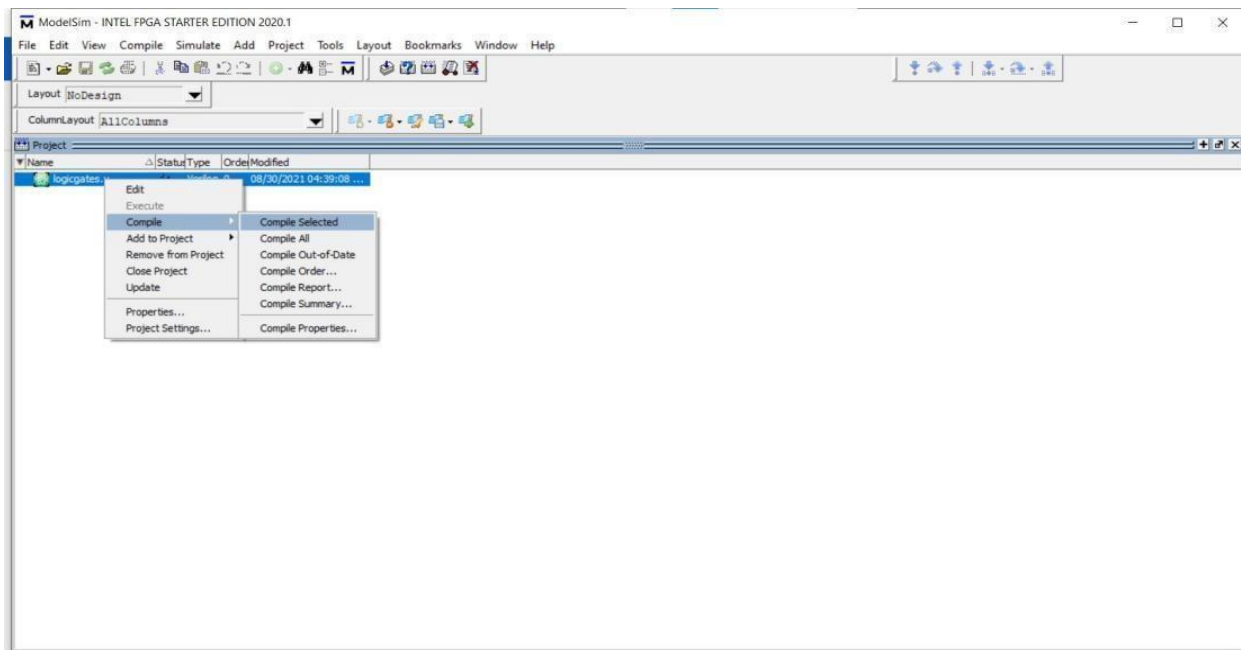 ModelSim - INTEL FPGA STARTER EDITION 2020.1
File Edit View Compile Simulate Add Project Tools Layout Bookmarks Window Help
Layout NoDesign
ColumnLayout AllColumns
Project
Name Status Type Order Modified
logicgates.v 08/30/2021 04:39:08 ...
Edit
Execute
Compile
Add to Project
Remove from Project
Close Project
Update
Properties...
Project Settings...
Compile Selected
Compile All
Compile Out-of-Date
Compile Order...
Compile Report...
Compile Summary...
Compile Properties...